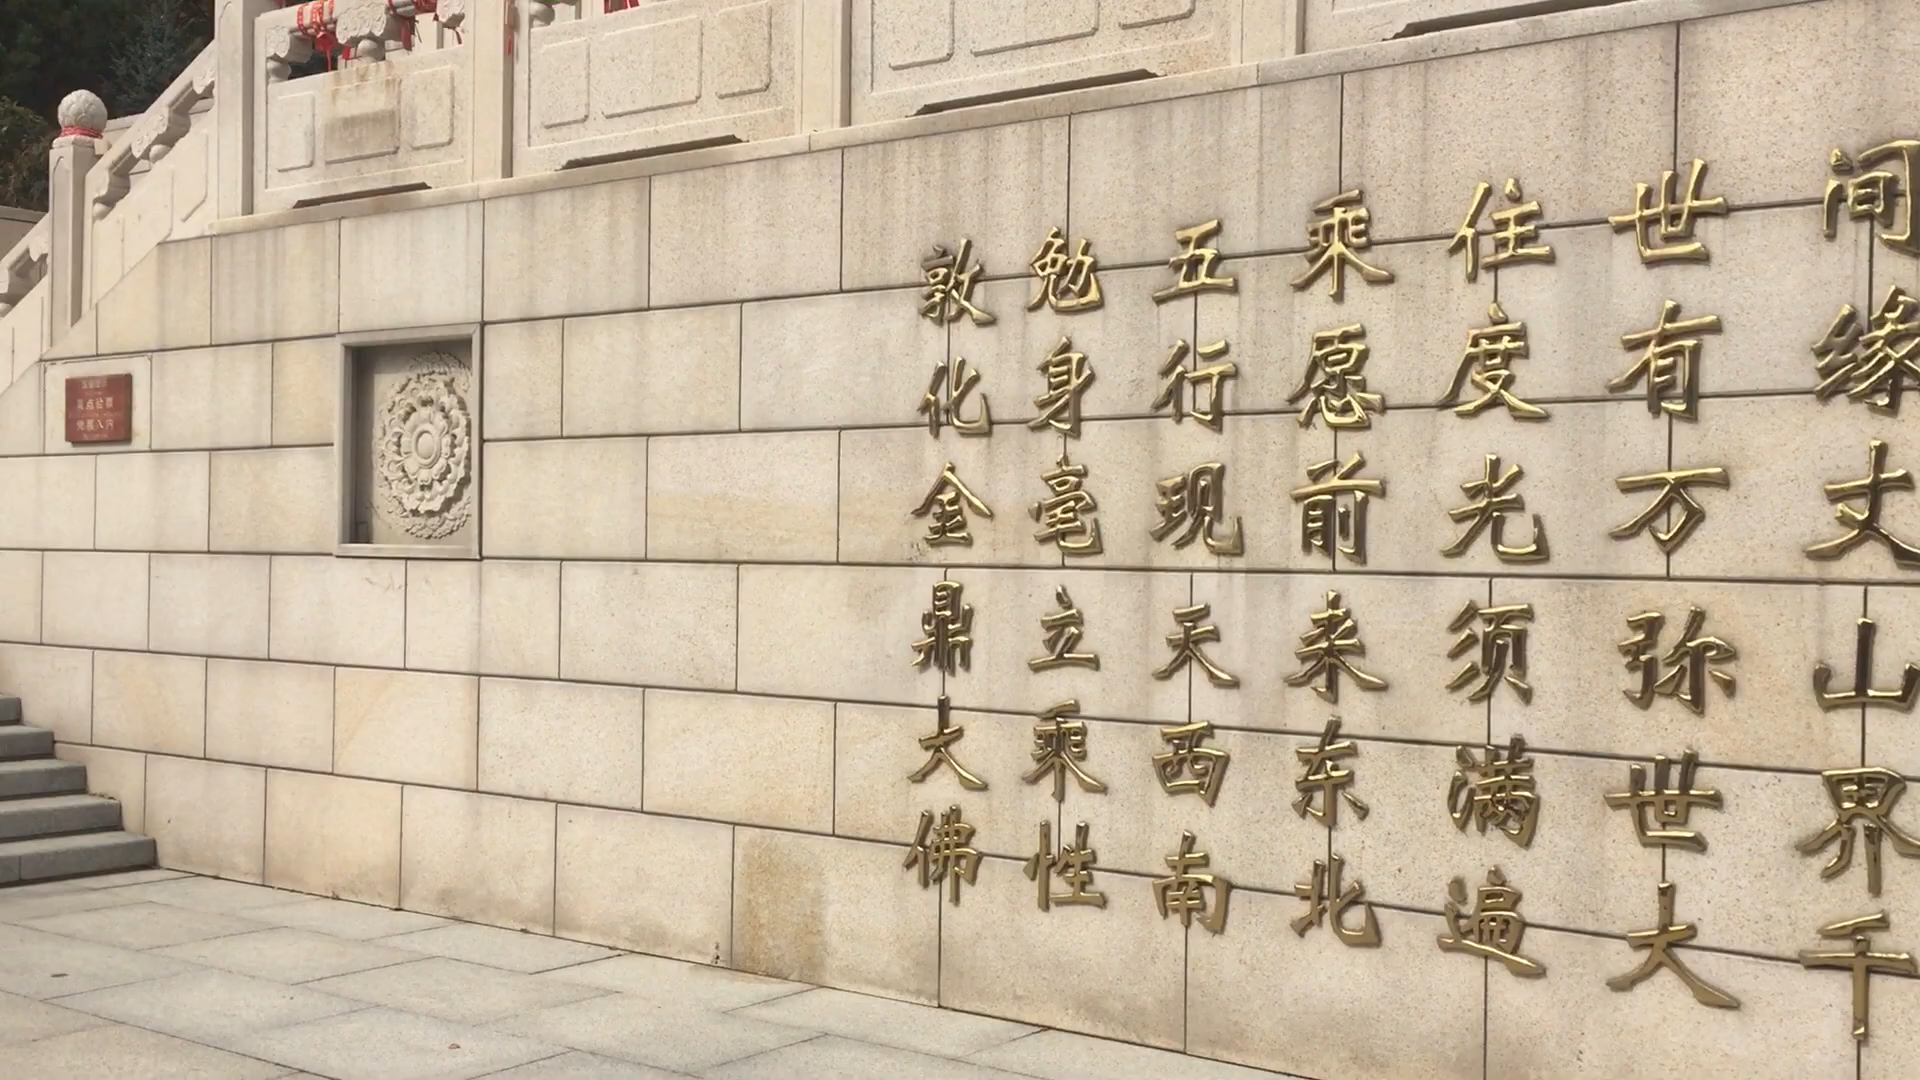 敦勉五乘住世间
化身行愿度有缘
金毫现前光万丈
鼎立天来须弥山
大乘西东满世界
佛性南北遍大千